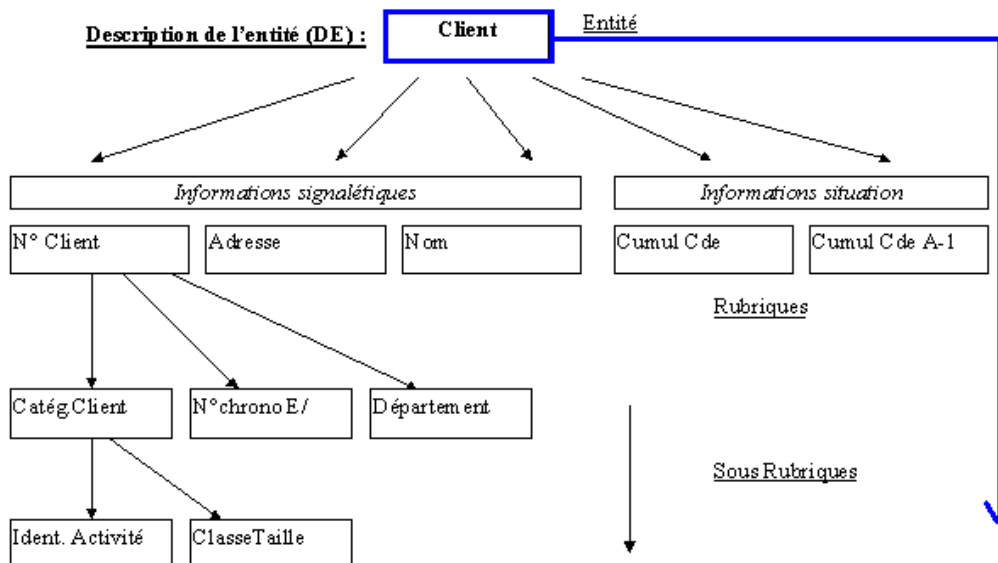 Description de l'entité (DE) :
Client
Entité
Informations signalétiques
Informations situation
N° Client
Adresse
Nom
Cumul Cde
Cumul Cde A-1
Rubriques
Catég.Client
N°chrono E/
Département
Sous Rubriques
Ident. Activité
ClasseTaille